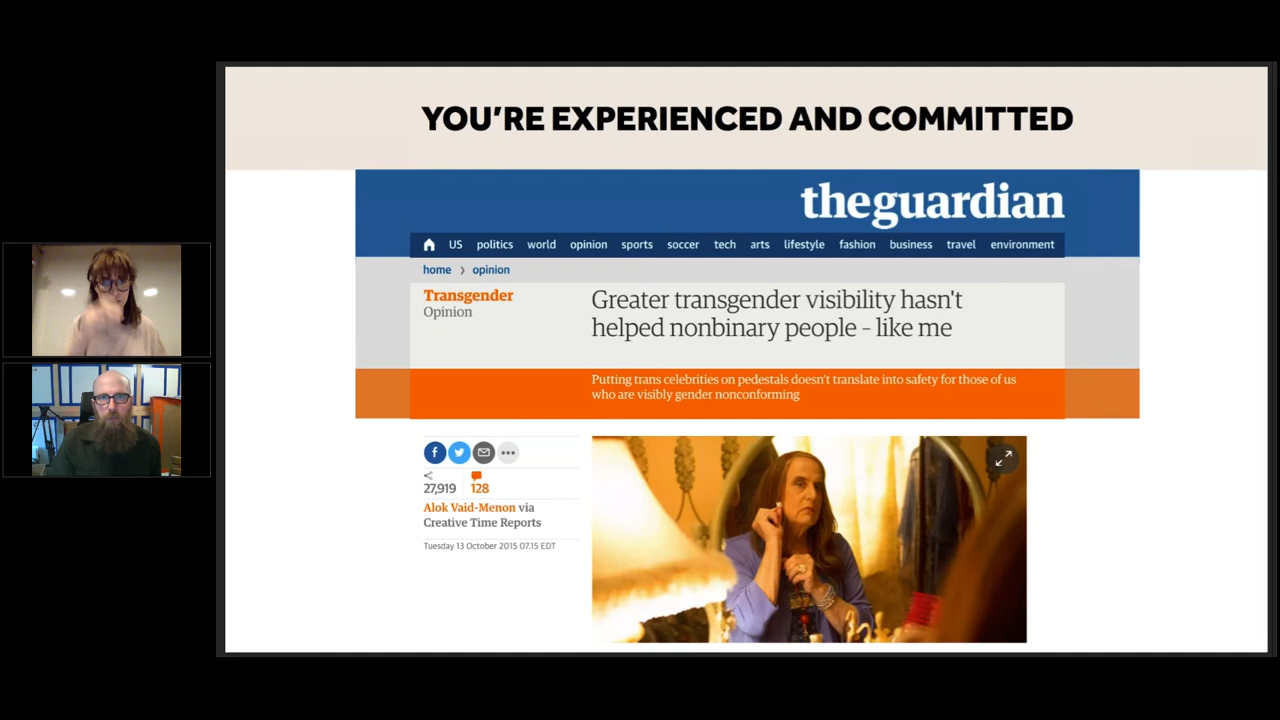 YOU'RE EXPERIENCED AND COMMITTED
theguardian
US politics world opinion sports soccer tech arts lifestyle fashion business travel environment
home › opinion
Transgender
Opinion
Greater transgender visibility hasn't
helped nonbinary people – like me
Putting trans celebrities on pedestals doesn't translate into safety for those of us
who are visibly gender nonconforming
27,919 128
Alok Vaid-Menon via
Creative Time Reports
Tuesday 13 October 2015 07.15 EDT